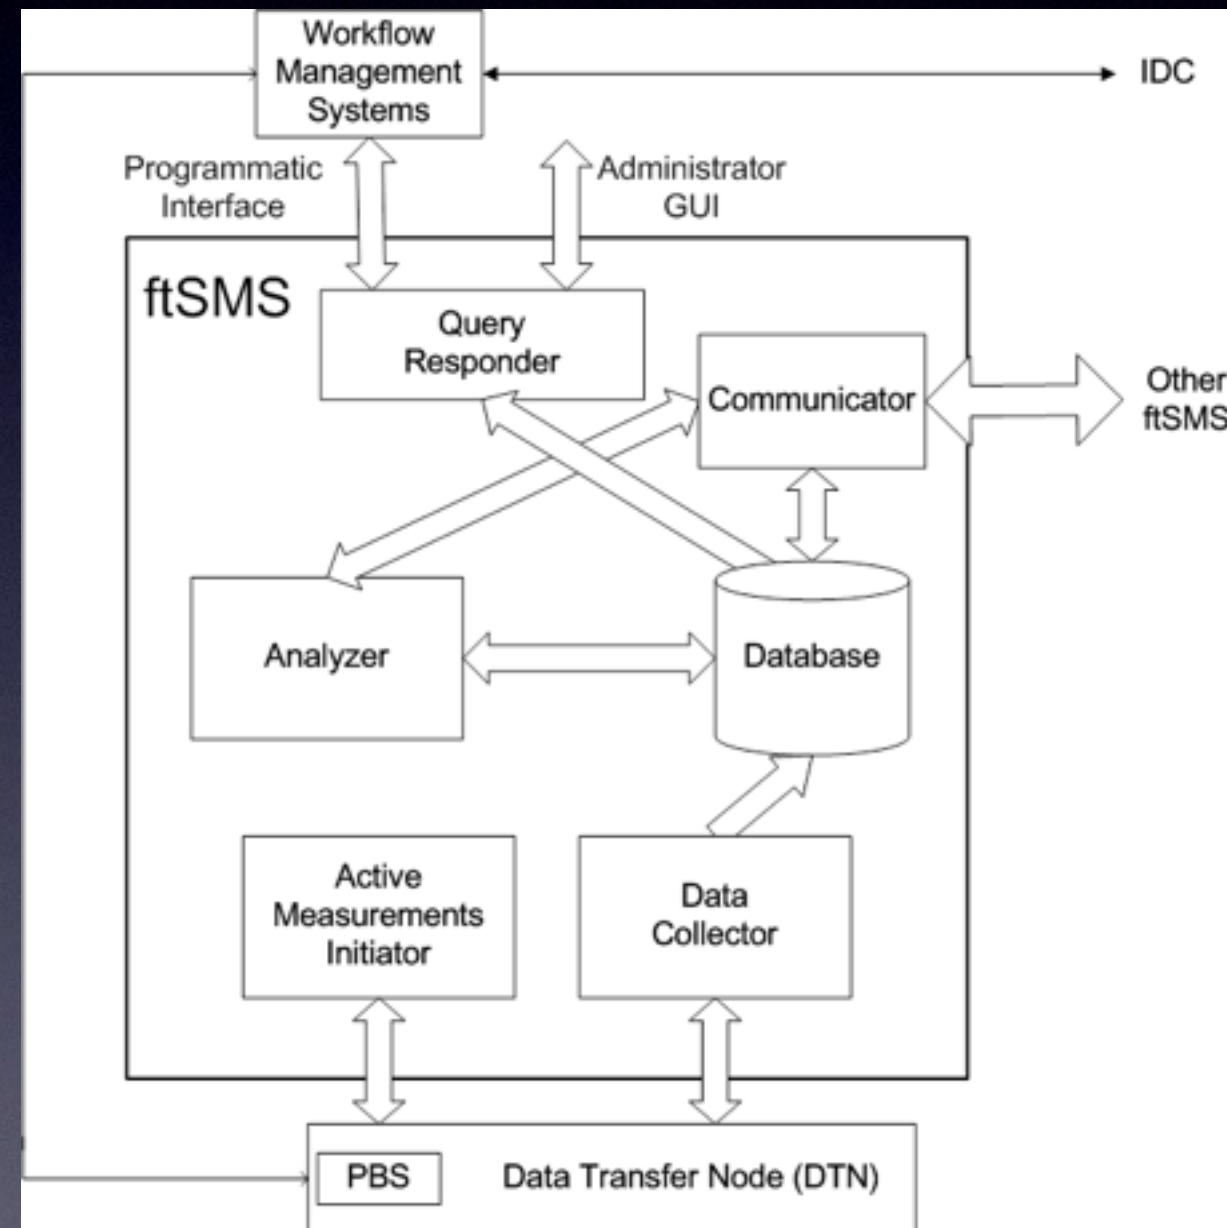 Workflow
Management
Systems
IDC
Programmatic
Interface
Administrator
GUI
ftSMS
Query
Responder
Communicator
Other
ftSMS
Analyzer
Database
Active
Measurements
Initiator
Data
Collector
PBS
Data Transfer Node (DTN)